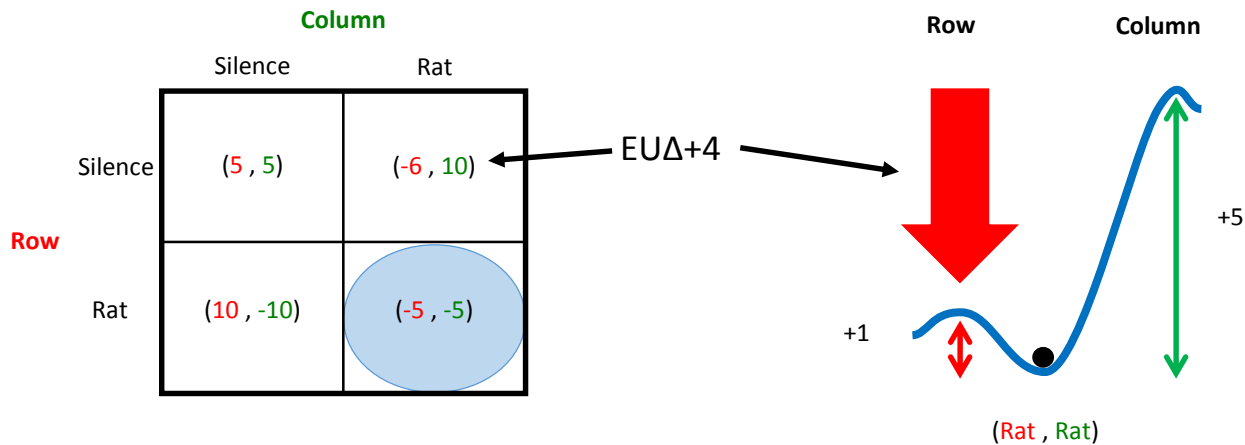 Column
Silence Rat
Silence (5 , 5) (-6 , 10)
Row
Rat (10 , -10) (-5 , -5)
EUΔ+4
Row Column
+5
+1
(Rat , Rat)